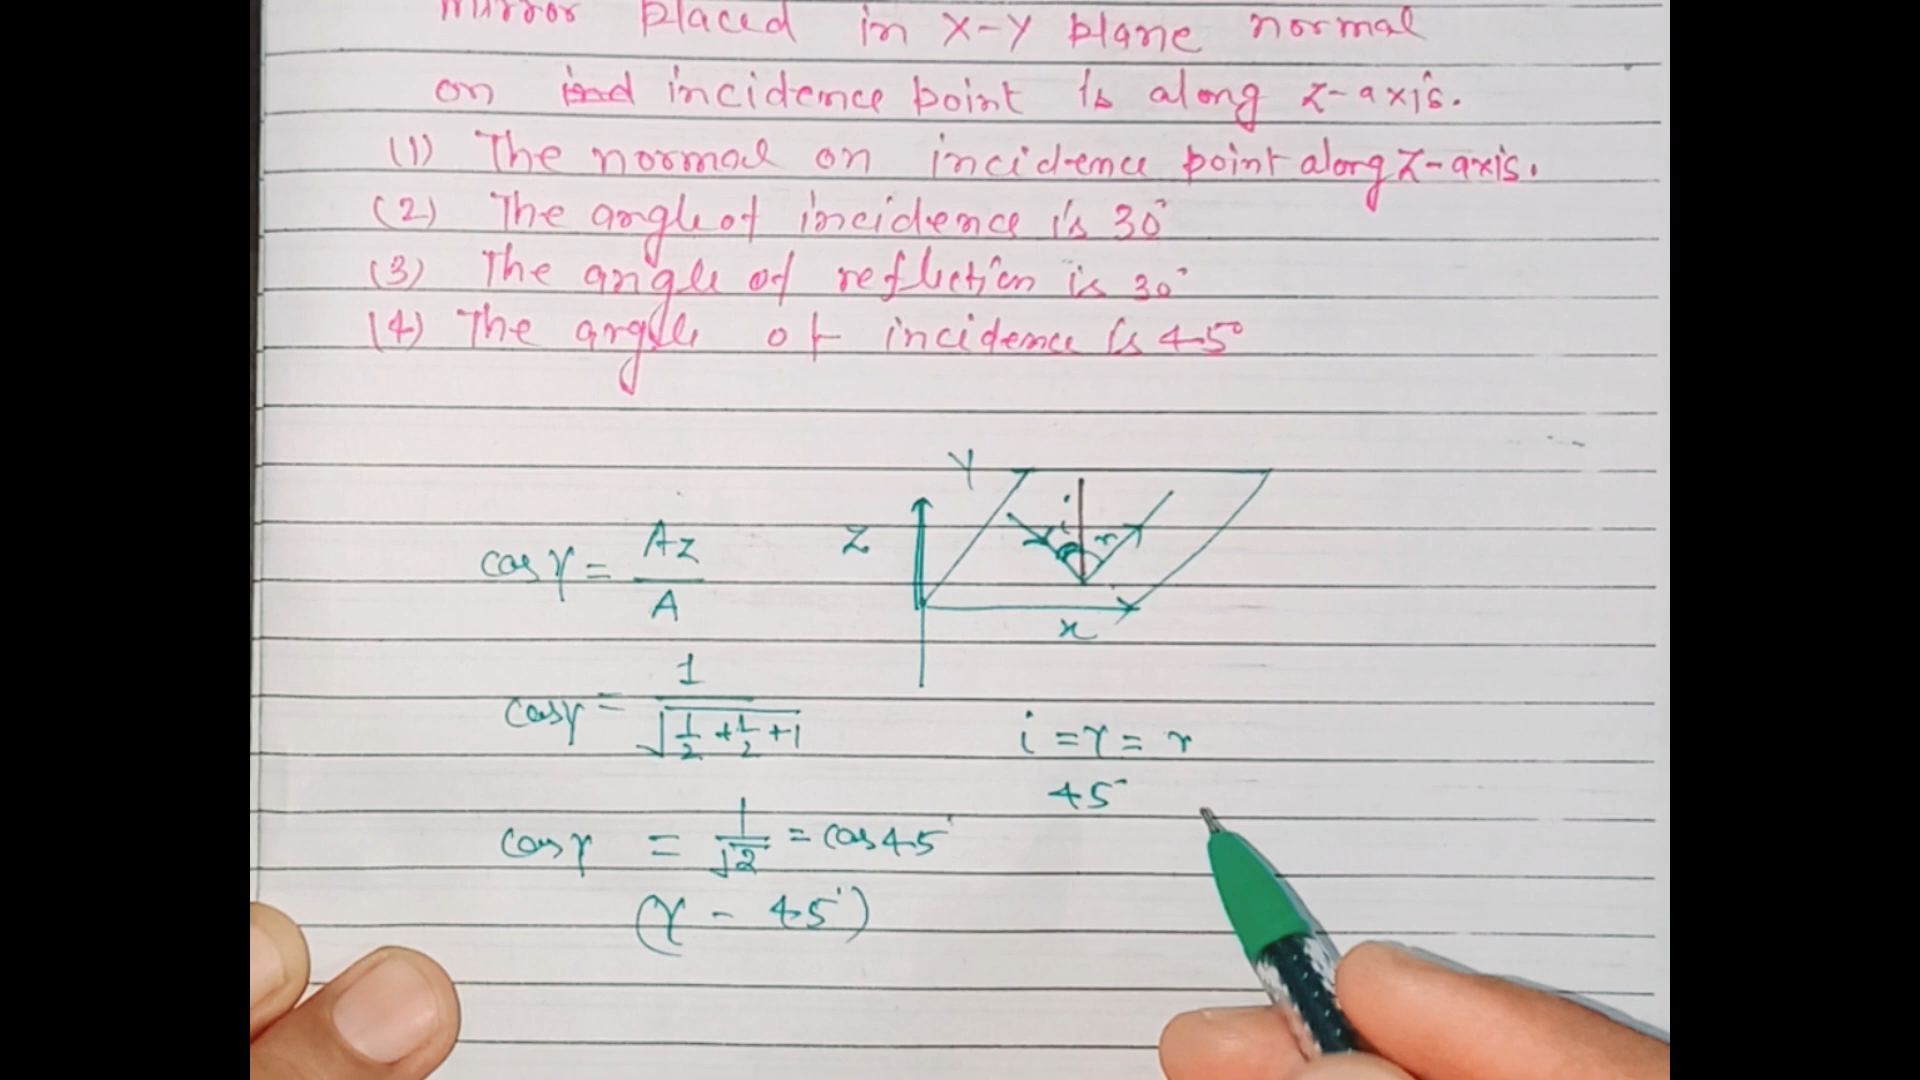 mirror placed in X-Y plane normal
on ind incidence point is along z-axis.
(1) The normal on incidence point along Z-axis.
(2) The angle of incidence is 30°
(3) The angle of reflection is 30°
(4) The angle of incidence is 45°
Y
Z
i
i r
x
cos γ = Az / A
cos γ = 1 / √(1/2 + 1/2 + 1)
i = γ = r
45°
cos γ = 1/√2 = cos 45°
(γ - 45°)